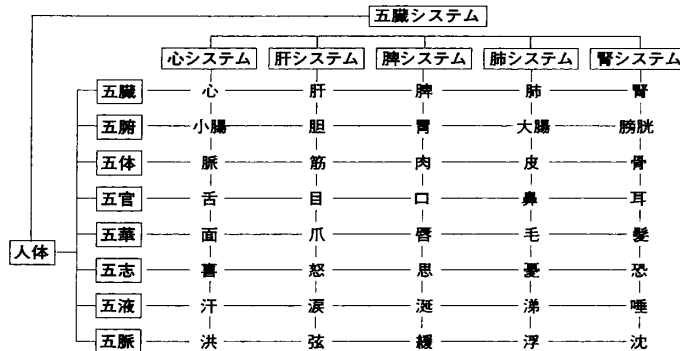 五臓システム
心システム 肝システム 脾システム 肺システム 腎システム
五臓 心 肝 脾 肺 腎
五腑 小腸 胆 胃 大腸 膀胱
五体 脈 筋 肉 皮 骨
五官 舌 目 口 鼻 耳
五華 面 爪 唇 毛 髪
人体
五志 喜 怒 思 憂 恐
五液 汗 涙 涎 涕 唾
五脈 洪 弦 緩 浮 沈